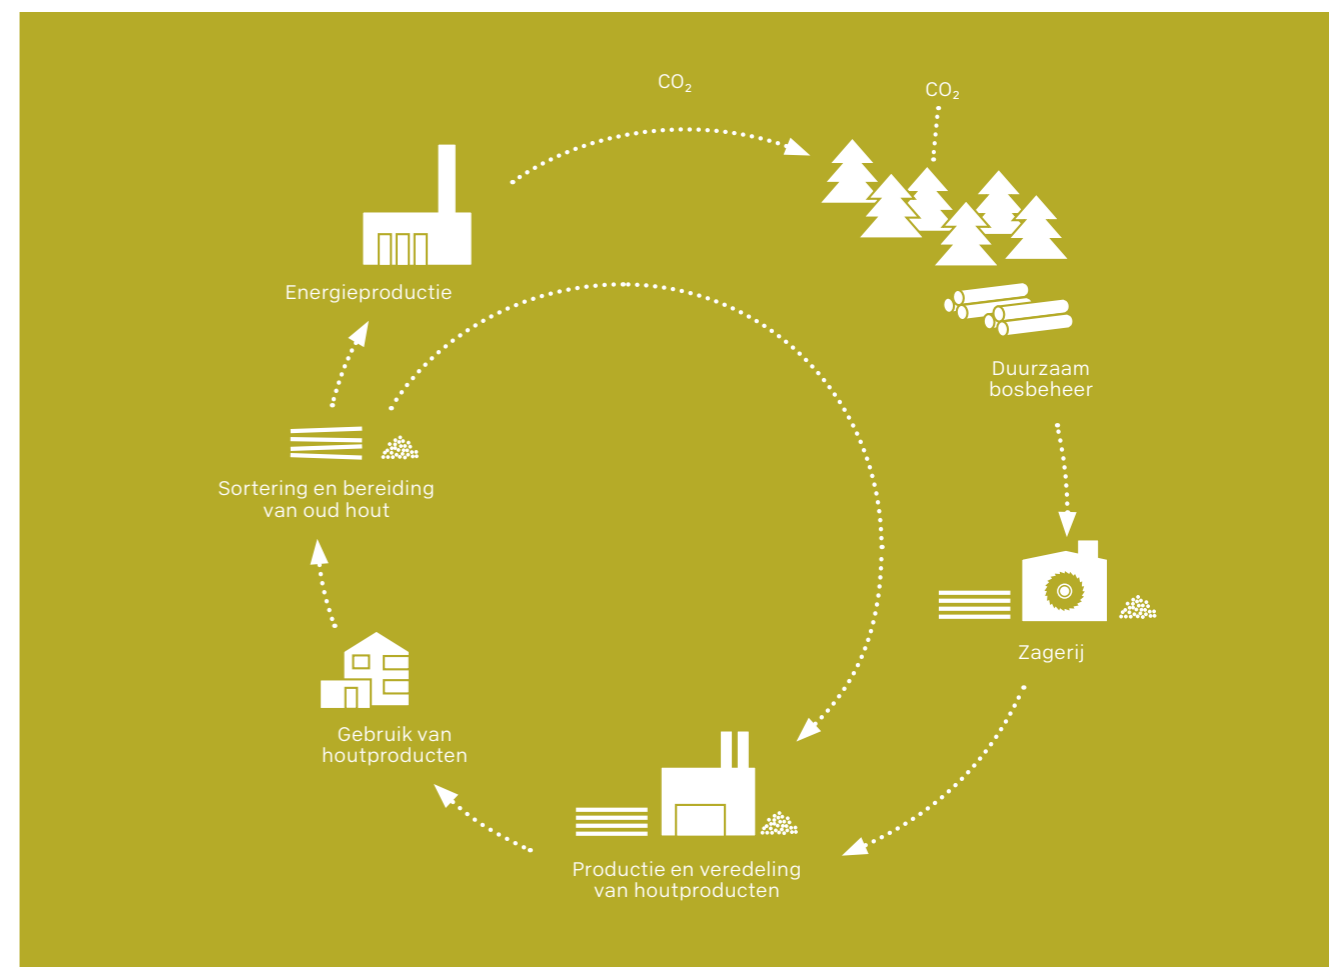 CO₂
CO₂
Energieproductie
Duurzaam
bosbeheer
Sortering en bereiding
van oud hout
Zagerij
Gebruik van
houtproducten
Productie en veredeling
van houtproducten